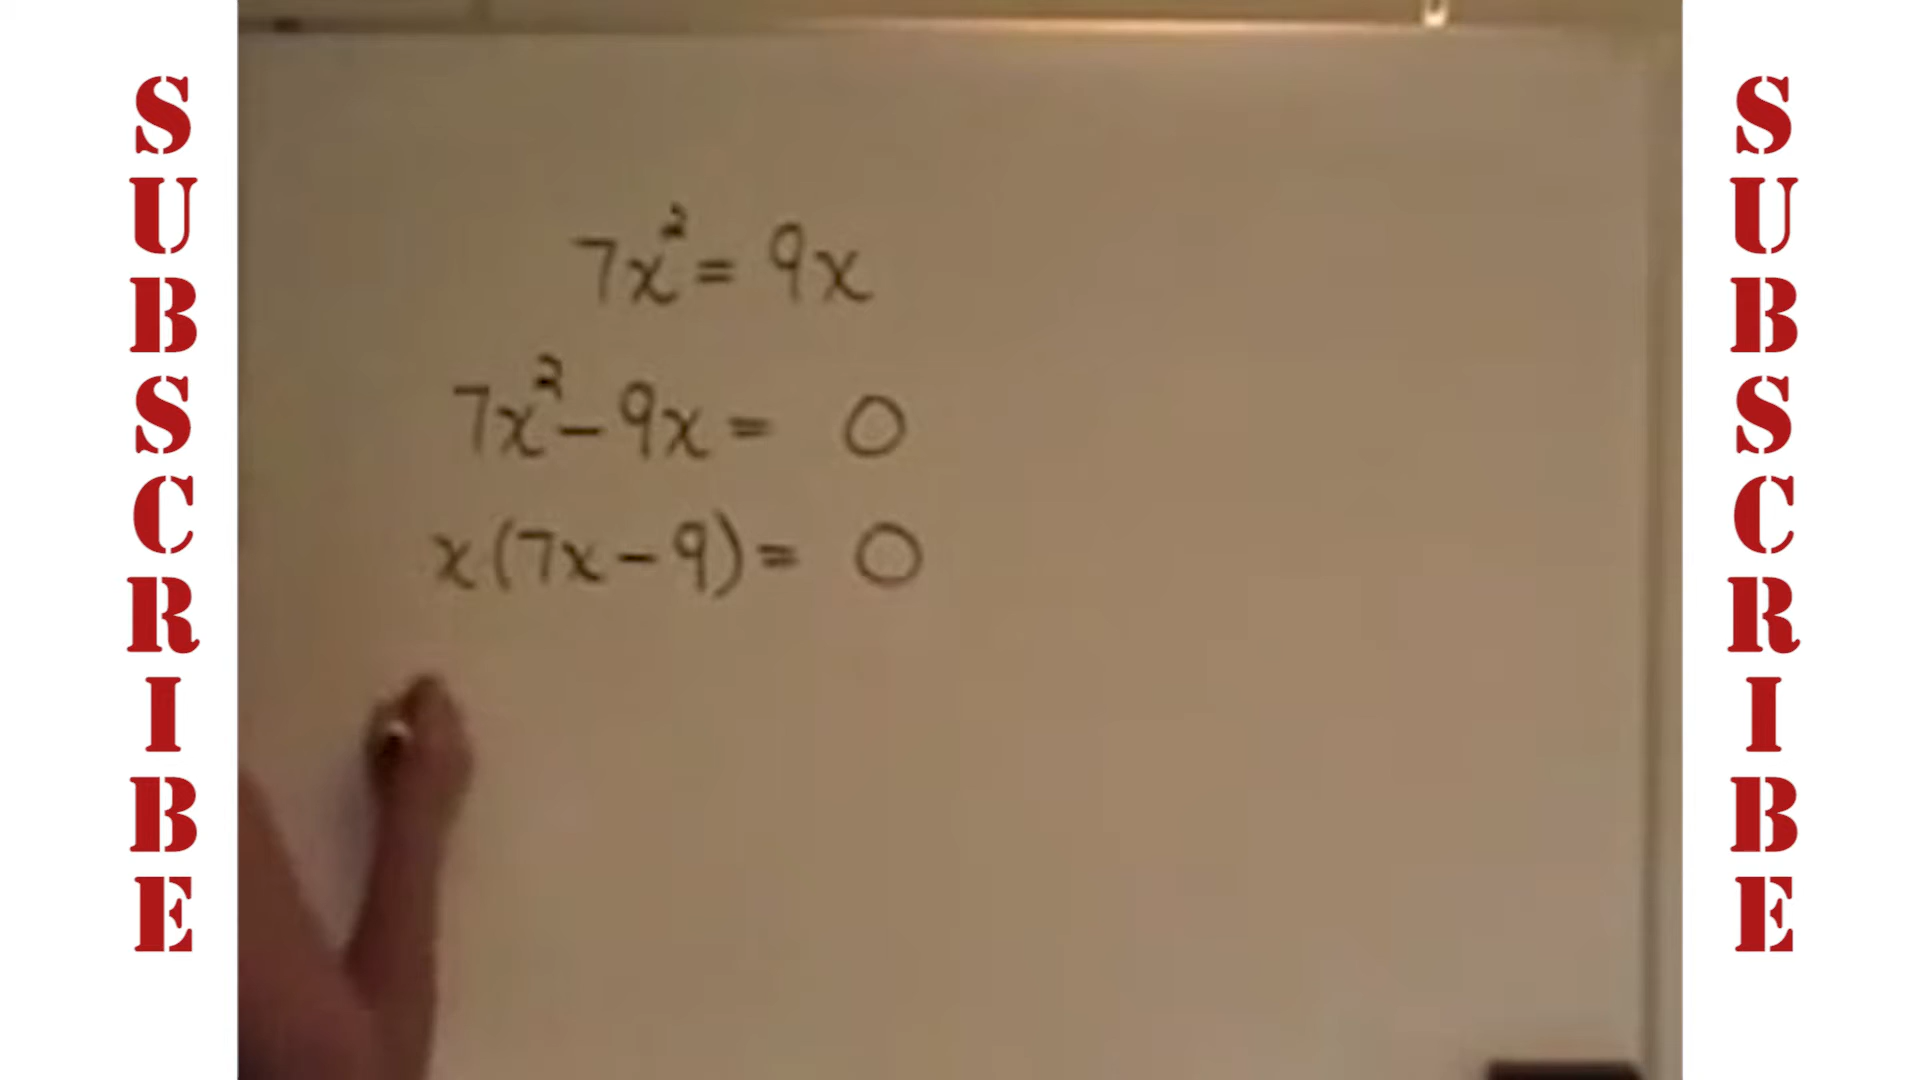 SUBSCRIBE
7x² = 9x
7x² - 9x = 0
x(7x - 9) = 0
SUBSCRIBE